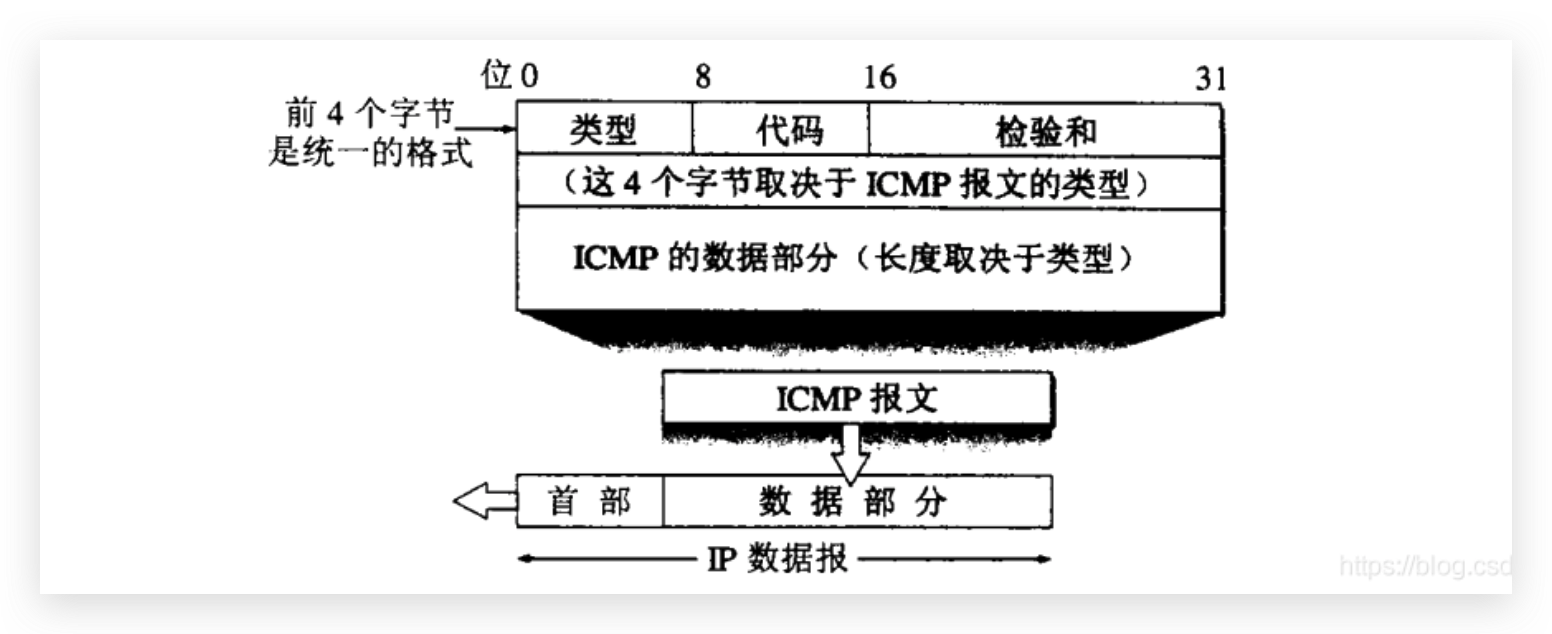 位 0 8 16 31
前 4 个字节
是统一的格式
类型 代码 检验和
（这 4 个字节取决于 ICMP 报文的类型）
ICMP 的数据部分（长度取决于类型）
ICMP 报文
首部 数据部分
IP 数据报
https://blog.csd